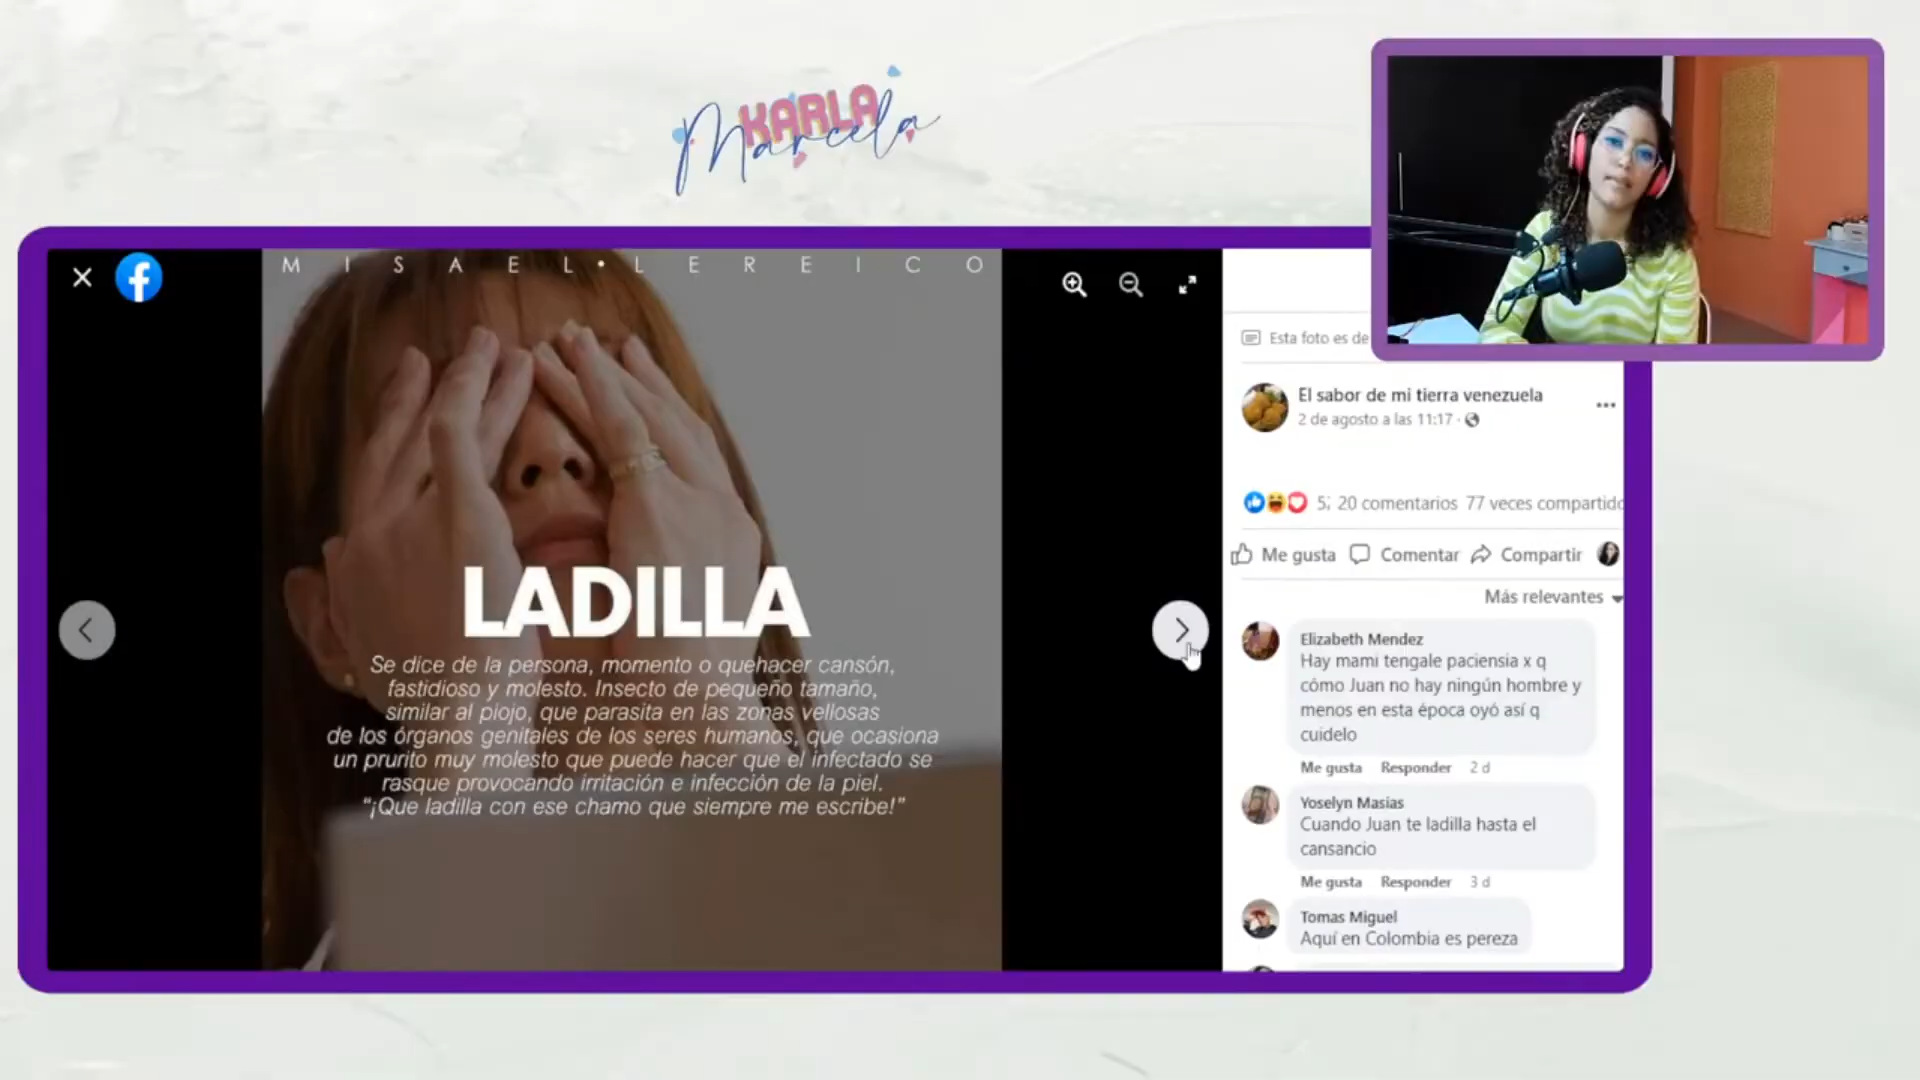 KARLA
Marcela
MISAEL•LEREICO
LADILLA
Se dice de la persona, momento o quehacer cansón,
fastidioso y molesto. Insecto de pequeño tamaño,
similar al piojo, que parasita en las zonas vellosas
de los órganos genitales de los seres humanos, que ocasiona
un prurito muy molesto que puede hacer que el infectado se
rasque provocando irritación e infección de la piel.
"¡Que ladilla con ese chamo que siempre me escribe!"
Esta foto es de
El sabor de mi tierra venezuela
2 de agosto a las 11:17 ·
20 comentarios 77 veces compartido
Me gusta Comentar Compartir
Más relevantes
Elizabeth Mendez
Hay mami tengale paciensia x q
cómo Juan no hay ningún hombre y
menos en esta época oyó así q
cuidelo
Me gusta Responder 2 d
Yoselyn Masias
Cuando Juan te ladilla hasta el
cansancio
Me gusta Responder 3 d
Tomas Miguel
Aquí en Colombia es pereza